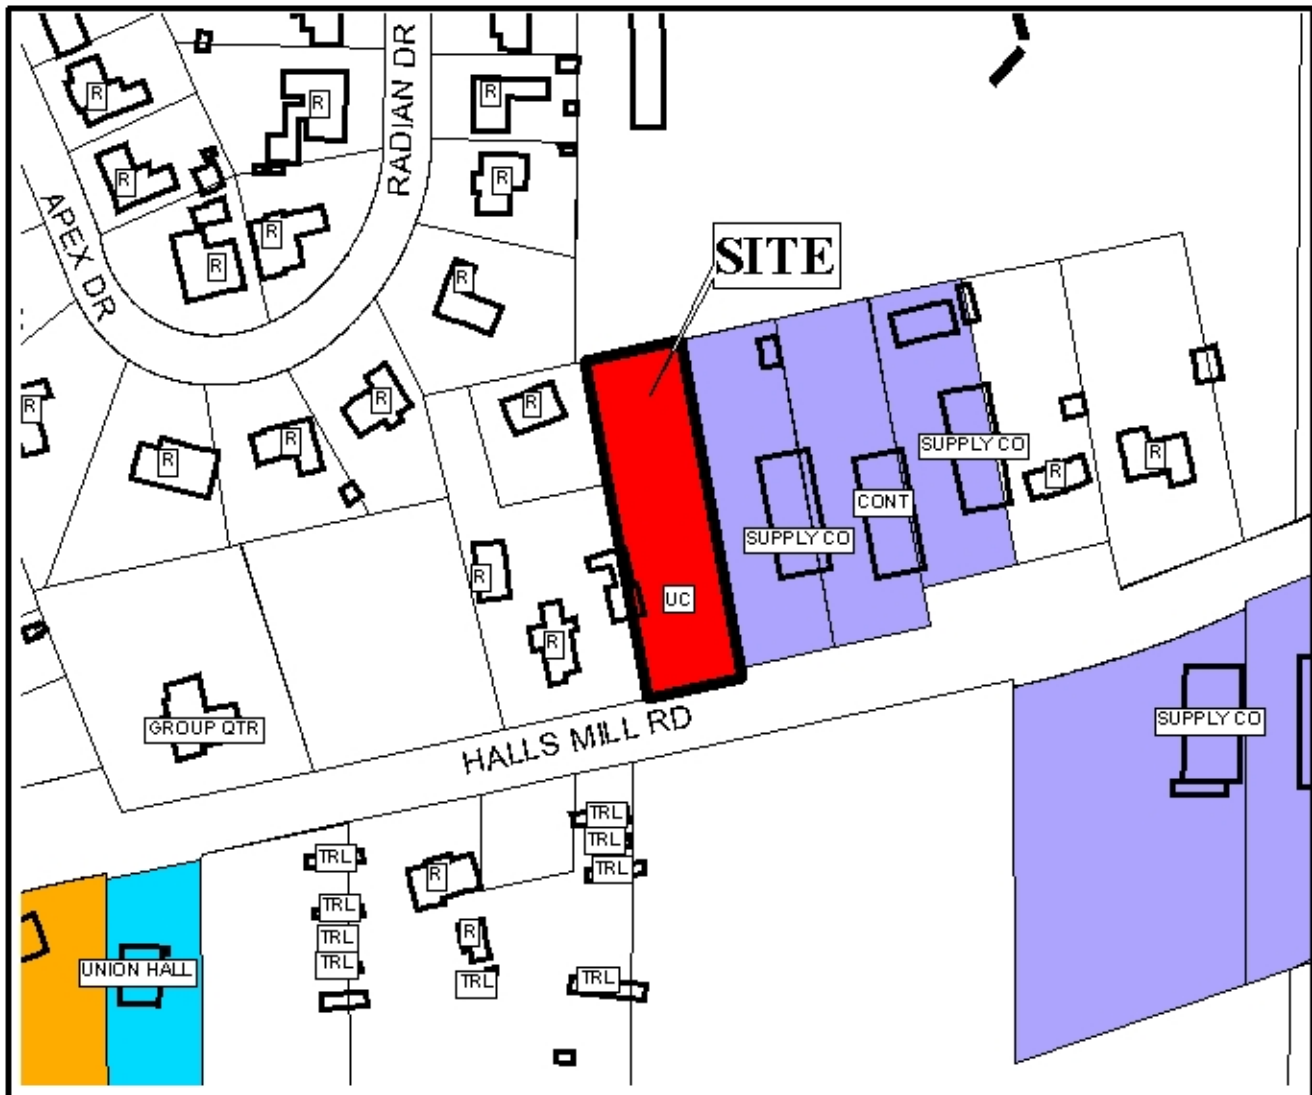 R
R
R
RADIAN DR
R
R
APEX DR
R
R
R
SITE
R
R
R
R
R
R
SUPPLY CO
R
R
CONT
SUPPLY CO
R
UC
R
GROUP QTR
SUPPLY CO
HALLS MILL RD
TRL
TRL
TRL
TRL
R
TRL
R
TRL
TRL
UNION HALL
TRL
TRL